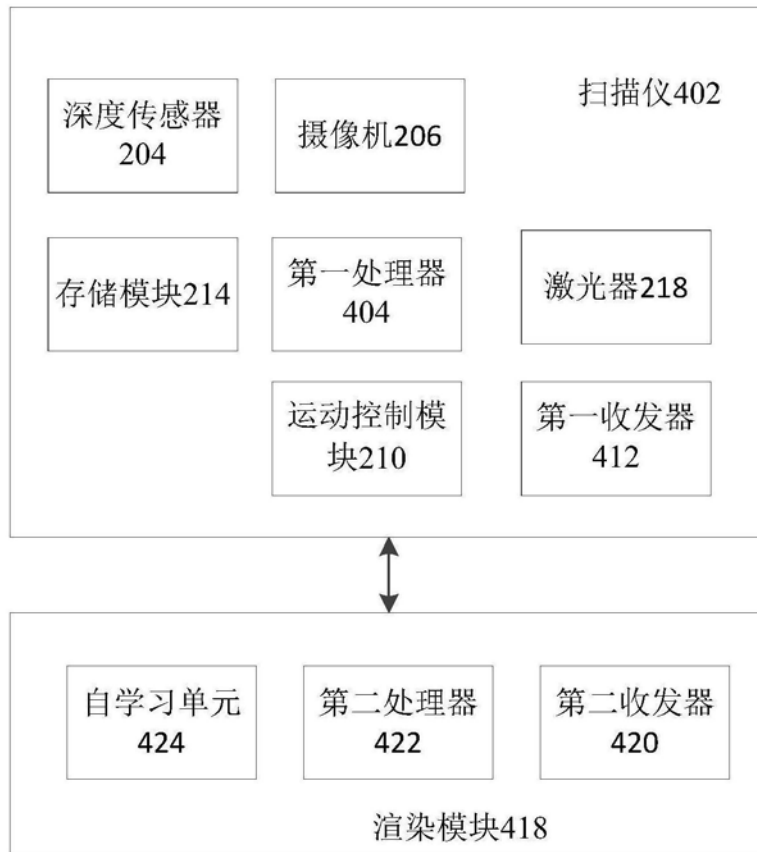 扫描仪402
深度传感器
204
摄像机206
存储模块214
第一处理器
404
激光器218
运动控制模
块210
第一收发器
412
自学习单元
424
第二处理器
422
第二收发器
420
渲染模块418